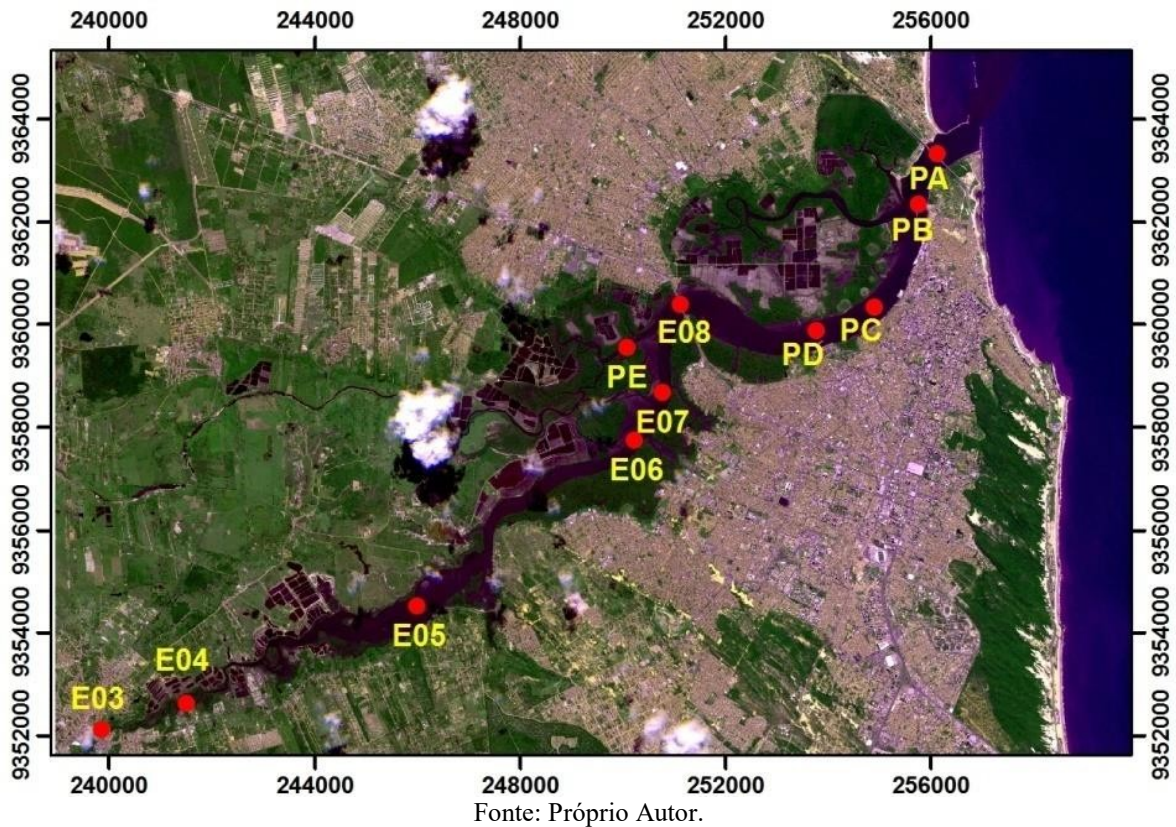 240000 244000 248000 252000 256000
9364000 9364000
PA
9362000 9362000
PB
9360000 9360000
E08 PC
PD
PE
E07
9358000 9358000
E06
9356000 9356000
E05
9354000 9354000
E04
E03
9352000 9352000
240000 244000 248000 252000 256000
Fonte: Próprio Autor.